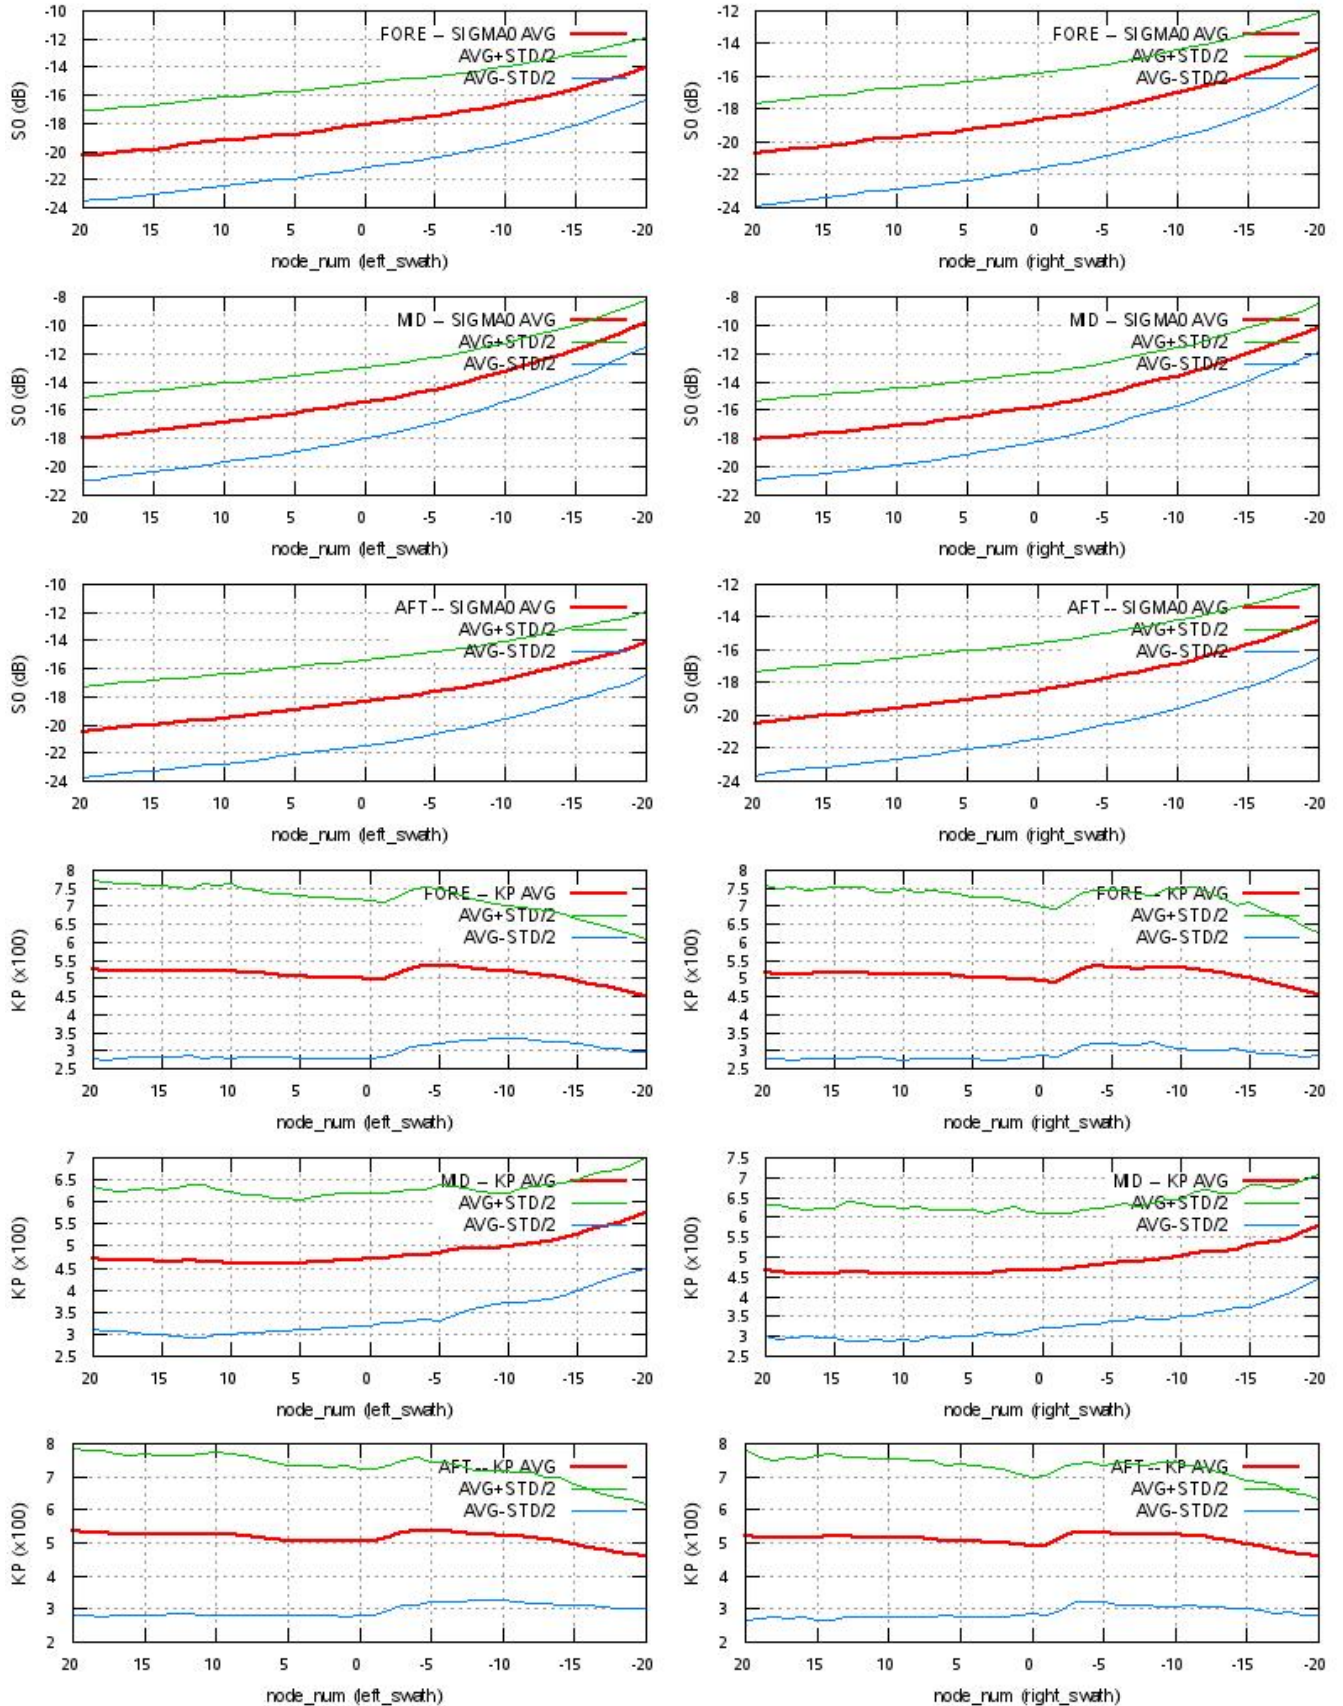 -10
-12
-14
-16
-18
-20
-22
-24
S0 (dB)
FORE -- SIGMA0 AVG
AVG+STD/2
AVG-STD/2
20 15 10 5 0 -5 -10 -15 -20
node_num (left_swath)
-12
-14
-16
-18
-20
-22
-24
S0 (dB)
FORE -- SIGMA0 AVG
AVG+STD/2
AVG-STD/2
20 15 10 5 0 -5 -10 -15 -20
node_num (right_swath)
-8
-10
-12
-14
-16
-18
-20
-22
S0 (dB)
MID -- SIGMA0 AVG
AVG+STD/2
AVG-STD/2
20 15 10 5 0 -5 -10 -15 -20
node_num (left_swath)
-8
-10
-12
-14
-16
-18
-20
-22
S0 (dB)
MID -- SIGMA0 AVG
AVG+STD/2
AVG-STD/2
20 15 10 5 0 -5 -10 -15 -20
node_num (right_swath)
-10
-12
-14
-16
-18
-20
-22
-24
S0 (dB)
AFT -- SIGMA0 AVG
AVG+STD/2
AVG-STD/2
20 15 10 5 0 -5 -10 -15 -20
node_num (left_swath)
-12
-14
-16
-18
-20
-22
-24
S0 (dB)
AFT -- SIGMA0 AVG
AVG+STD/2
AVG-STD/2
20 15 10 5 0 -5 -10 -15 -20
node_num (right_swath)
8
7.5
7
6.5
6
5.5
5
4.5
4
3.5
3
2.5
KP (x100)
FORE -- KP AVG
AVG+STD/2
AVG-STD/2
20 15 10 5 0 -5 -10 -15 -20
node_num (left_swath)
8
7.5
7
6.5
6
5.5
5
4.5
4
3.5
3
2.5
KP (x100)
FORE -- KP AVG
AVG+STD/2
AVG-STD/2
20 15 10 5 0 -5 -10 -15 -20
node_num (right_swath)
7
6.5
6
5.5
5
4.5
4
3.5
3
2.5
KP (x100)
MID -- KP AVG
AVG+STD/2
AVG-STD/2
20 15 10 5 0 -5 -10 -15 -20
node_num (left_swath)
7.5
7
6.5
6
5.5
5
4.5
4
3.5
3
2.5
KP (x100)
MID -- KP AVG
AVG+STD/2
AVG-STD/2
20 15 10 5 0 -5 -10 -15 -20
node_num (right_swath)
8
7
6
5
4
3
2
KP (x100)
AFT -- KP AVG
AVG+STD/2
AVG-STD/2
20 15 10 5 0 -5 -10 -15 -20
node_num (left_swath)
8
7
6
5
4
3
2
KP (x100)
AFT -- KP AVG
AVG+STD/2
AVG-STD/2
20 15 10 5 0 -5 -10 -15 -20
node_num (right_swath)